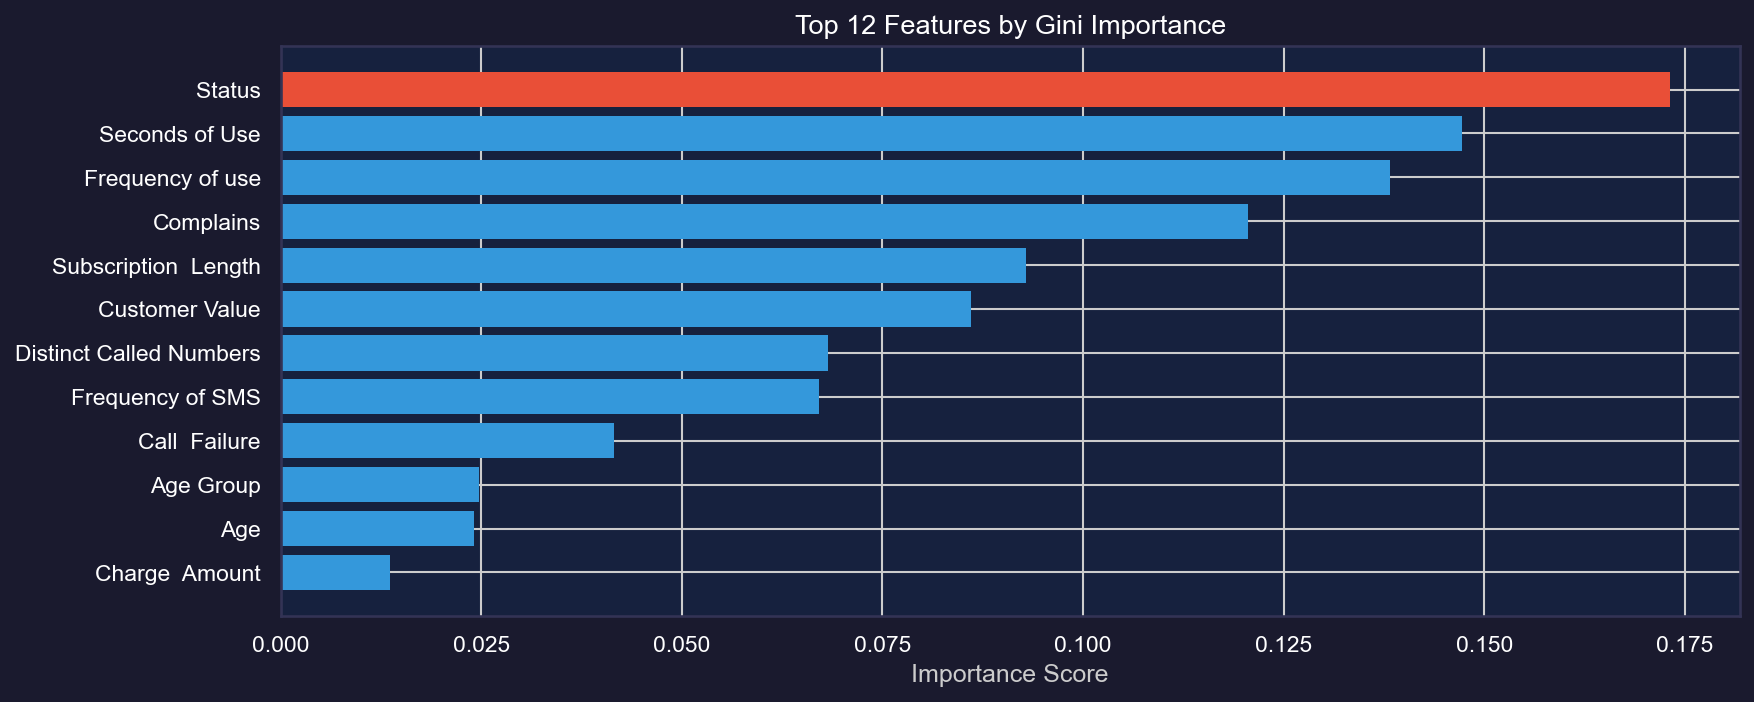 Top 12 Features by Gini Importance
Status
Seconds of Use
Frequency of use
Complains
Subscription  Length
Customer Value
Distinct Called Numbers
Frequency of SMS
Call  Failure
Age Group
Age
Charge  Amount
0.000 0.025 0.050 0.075 0.100 0.125 0.150 0.175
Importance Score